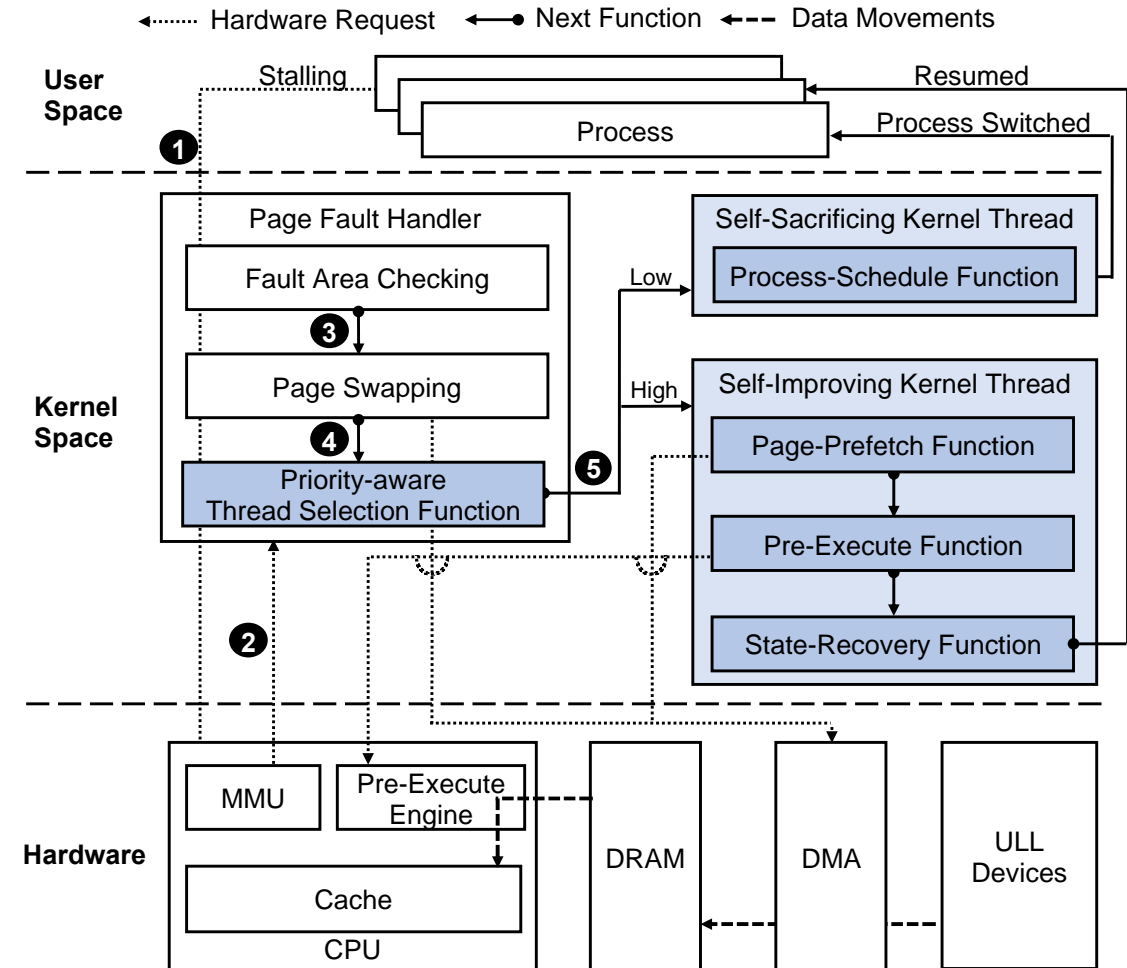 Hardware Request
Next Function
Data Movements
User
Space
Stalling
Resumed
Process
Process Switched
1
Kernel
Space
Page Fault Handler
Fault Area Checking
3
Page Swapping
4
Priority-aware
Thread Selection Function
5
Low
High
2
Self-Sacrificing Kernel Thread
Process-Schedule Function
Self-Improving Kernel Thread
Page-Prefetch Function
Pre-Execute Function
State-Recovery Function
Hardware
MMU
Pre-Execute
Engine
Cache
CPU
DRAM
DMA
ULL
Devices